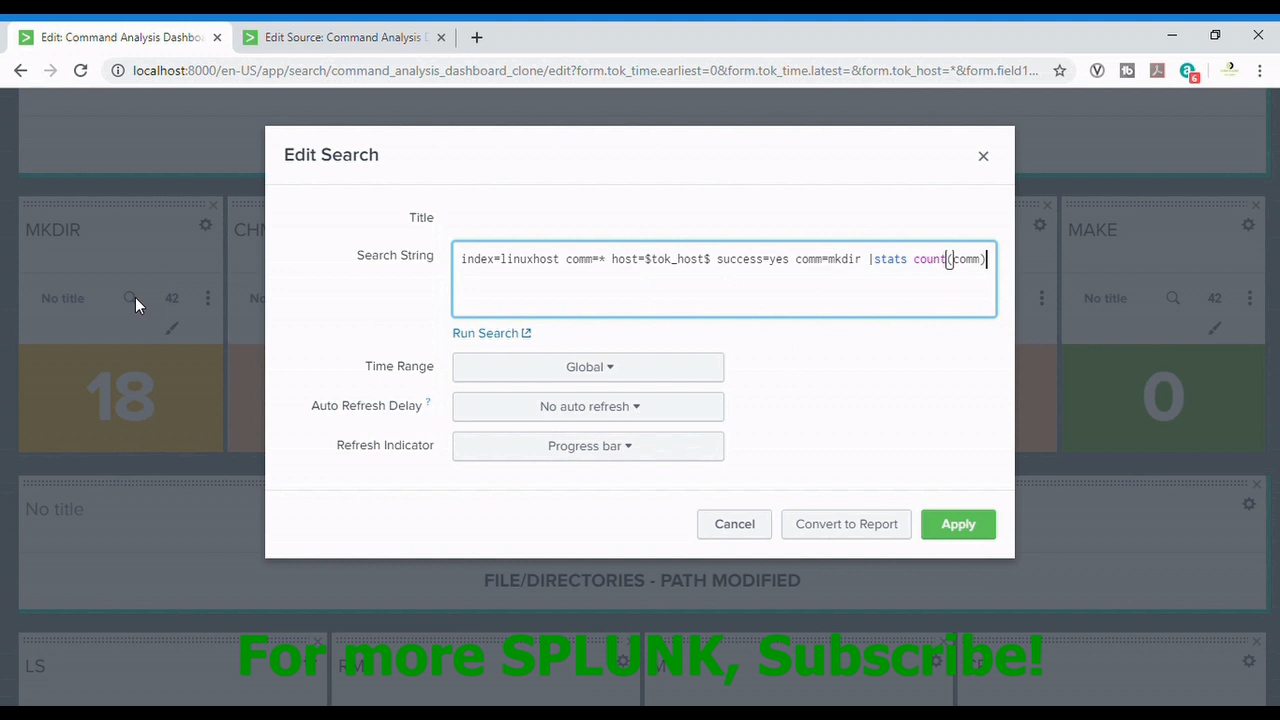 Edit: Command Analysis Dashbo
Edit Source: Command Analysis
localhost:8000/en-US/app/search/command_analysis_dashboard_clone/edit?form.tok_time.earliest=0&form.tok_time.latest=&form.tok_host=*&form.field1...
6
Edit Search
Title
Search String
index=linuxhost comm=* host=$tok_host$ success=yes comm=mkdir |stats count(comm)
Run Search
Time Range
Global
Auto Refresh Delay ?
No auto refresh
Refresh Indicator
Progress bar
Cancel
Convert to Report
Apply
MKDIR
CHM
MAKE
No title
42
No
No title
42
18
0
No title
FILE/DIRECTORIES - PATH MODIFIED
LS
RM
For more SPLUNK, Subscribe!